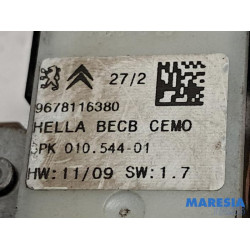 27/2
9678116380
HELLA BECB CEMO
5PK 010.544-01
HW:11/09 SW:1.7
MARESIA